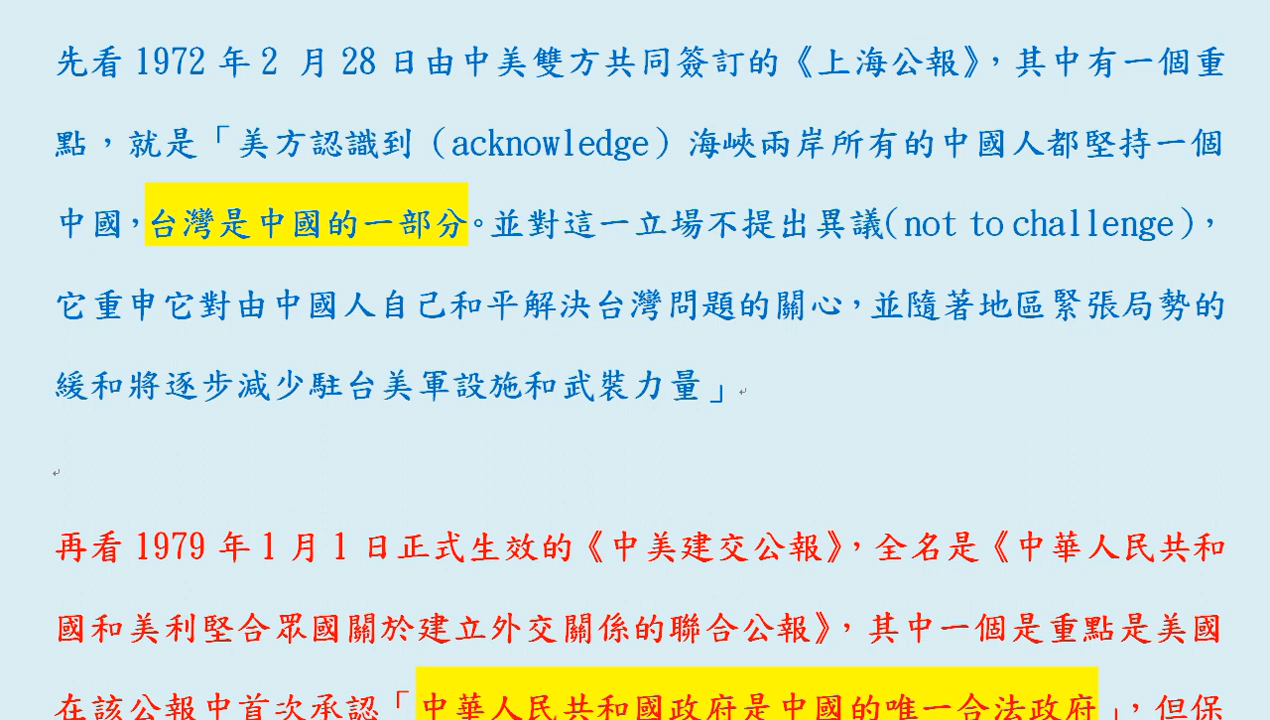 先看 1972 年 2 月 28 日由中美雙方共同簽訂的《上海公報》，其中有一個重
點，就是「美方認識到（acknowledge）海峽兩岸所有的中國人都堅持一個
中國，台灣是中國的一部分。並對這一立場不提出異議(not to challenge)，
它重申它對由中國人自己和平解決台灣問題的關心，並隨著地區緊張局勢的
緩和將逐步減少駐台美軍設施和武裝力量」
再看 1979 年 1 月 1 日正式生效的《中美建交公報》，全名是《中華人民共和
國和美利堅合眾國關於建立外交關係的聯合公報》，其中一個是重點是美國
在該公報中首次承認「中華人民共和國政府是中國的唯一合法政府」，但保